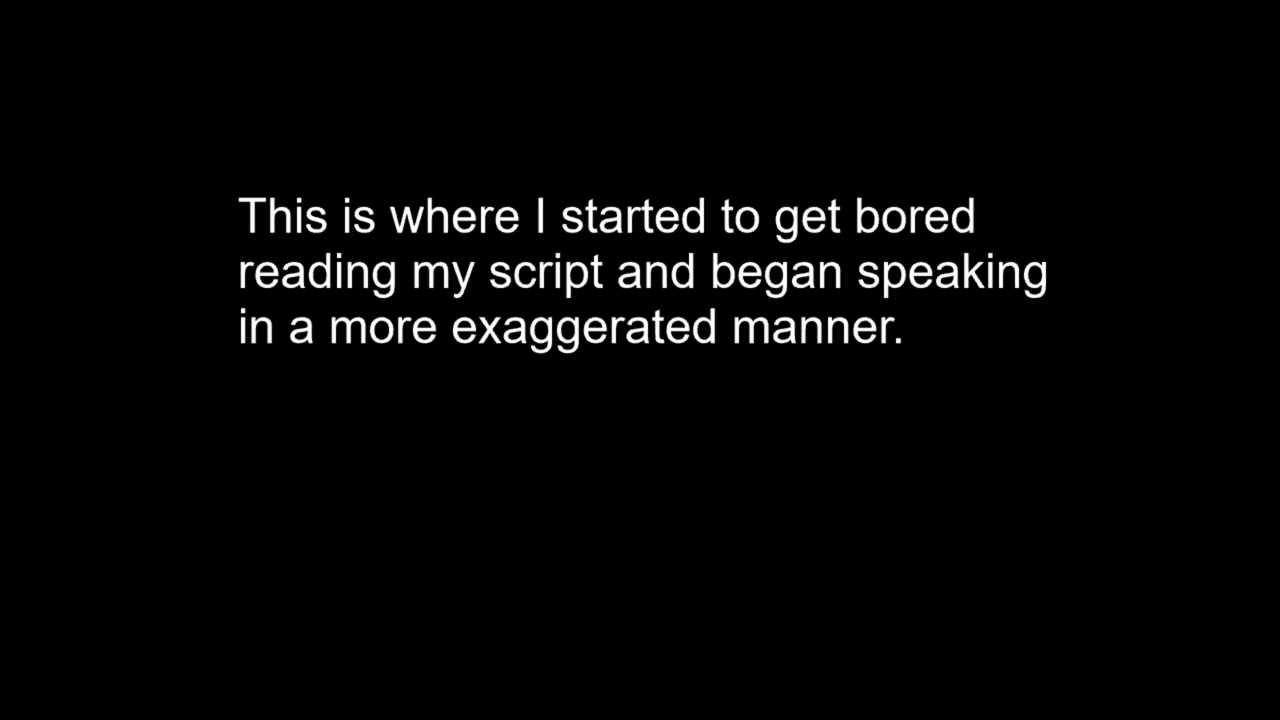 This is where I started to get bored
reading my script and began speaking
in a more exaggerated manner.